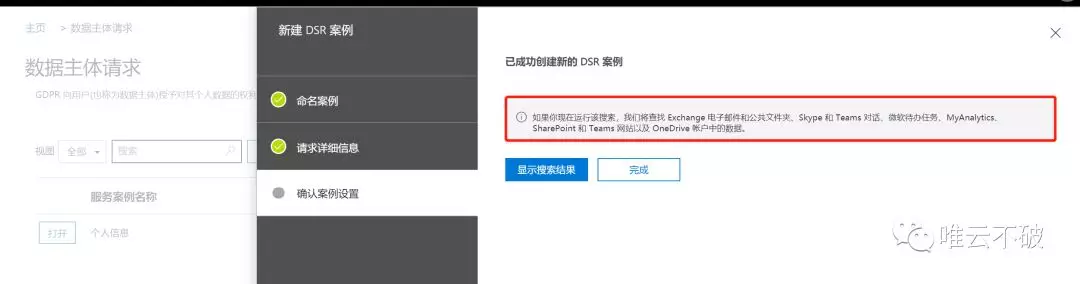 主页 > 数据主体请求
数据主体请求
GDPR 向用户(也称为数据主体)授予对其个人数据的权利
视图 全部 搜索
服务案例名称
打开 个人信息
新建 DSR 案例
命名案例
请求详细信息
确认案例设置
已成功创建新的 DSR 案例
如果你现在运行该搜索，我们将查找 Exchange 电子邮件和公共文件夹、Skype 和 Teams 对话、微软待办任务、MyAnalytics、
SharePoint 和 Teams 网站以及 OneDrive 帐户中的数据。
显示搜索结果 完成
唯云不破